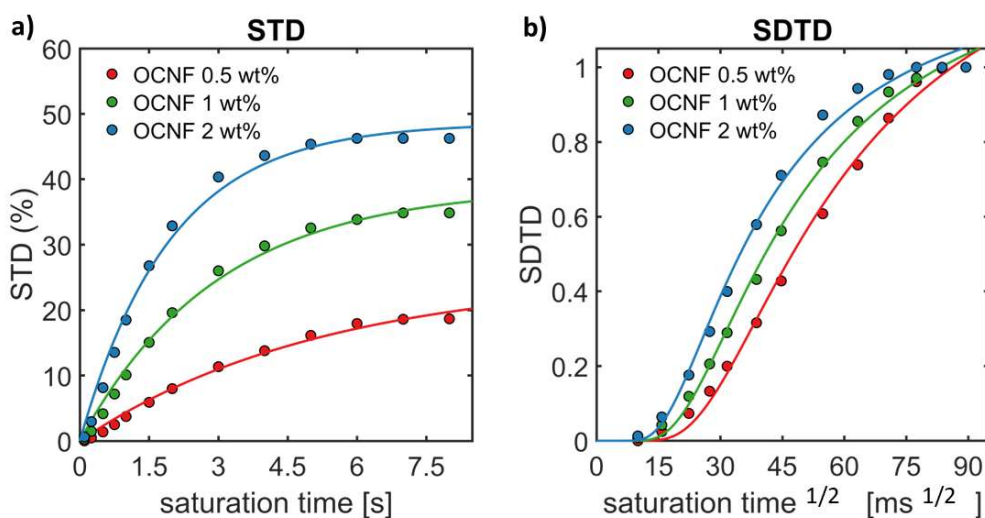 a) STD
STD (%)
60
50
40
30
20
10
0
OCNF 0.5 wt%
OCNF 1 wt%
OCNF 2 wt%
0 1.5 3 4.5 6 7.5
saturation time [s]
b) SDTD
SDTD
1
0.8
0.6
0.4
0.2
0
OCNF 0.5 wt%
OCNF 1 wt%
OCNF 2 wt%
0 15 30 45 60 75 90
saturation time 1/2 [ms 1/2 ]